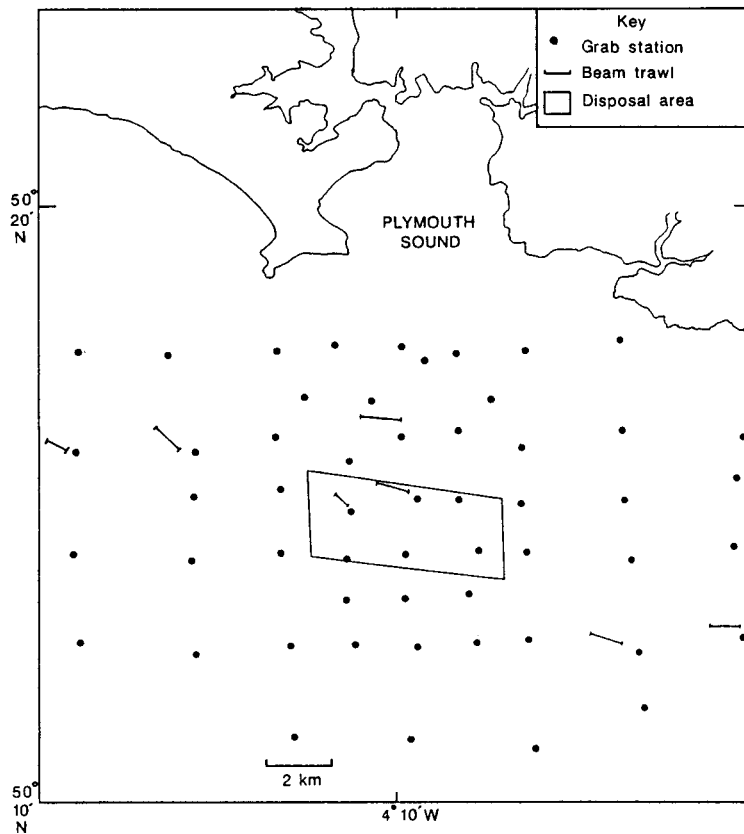 Key
Grab station
Beam trawl
Disposal area
50°
20'
N
PLYMOUTH
SOUND
2 km
50°
10'
N
4°10'W